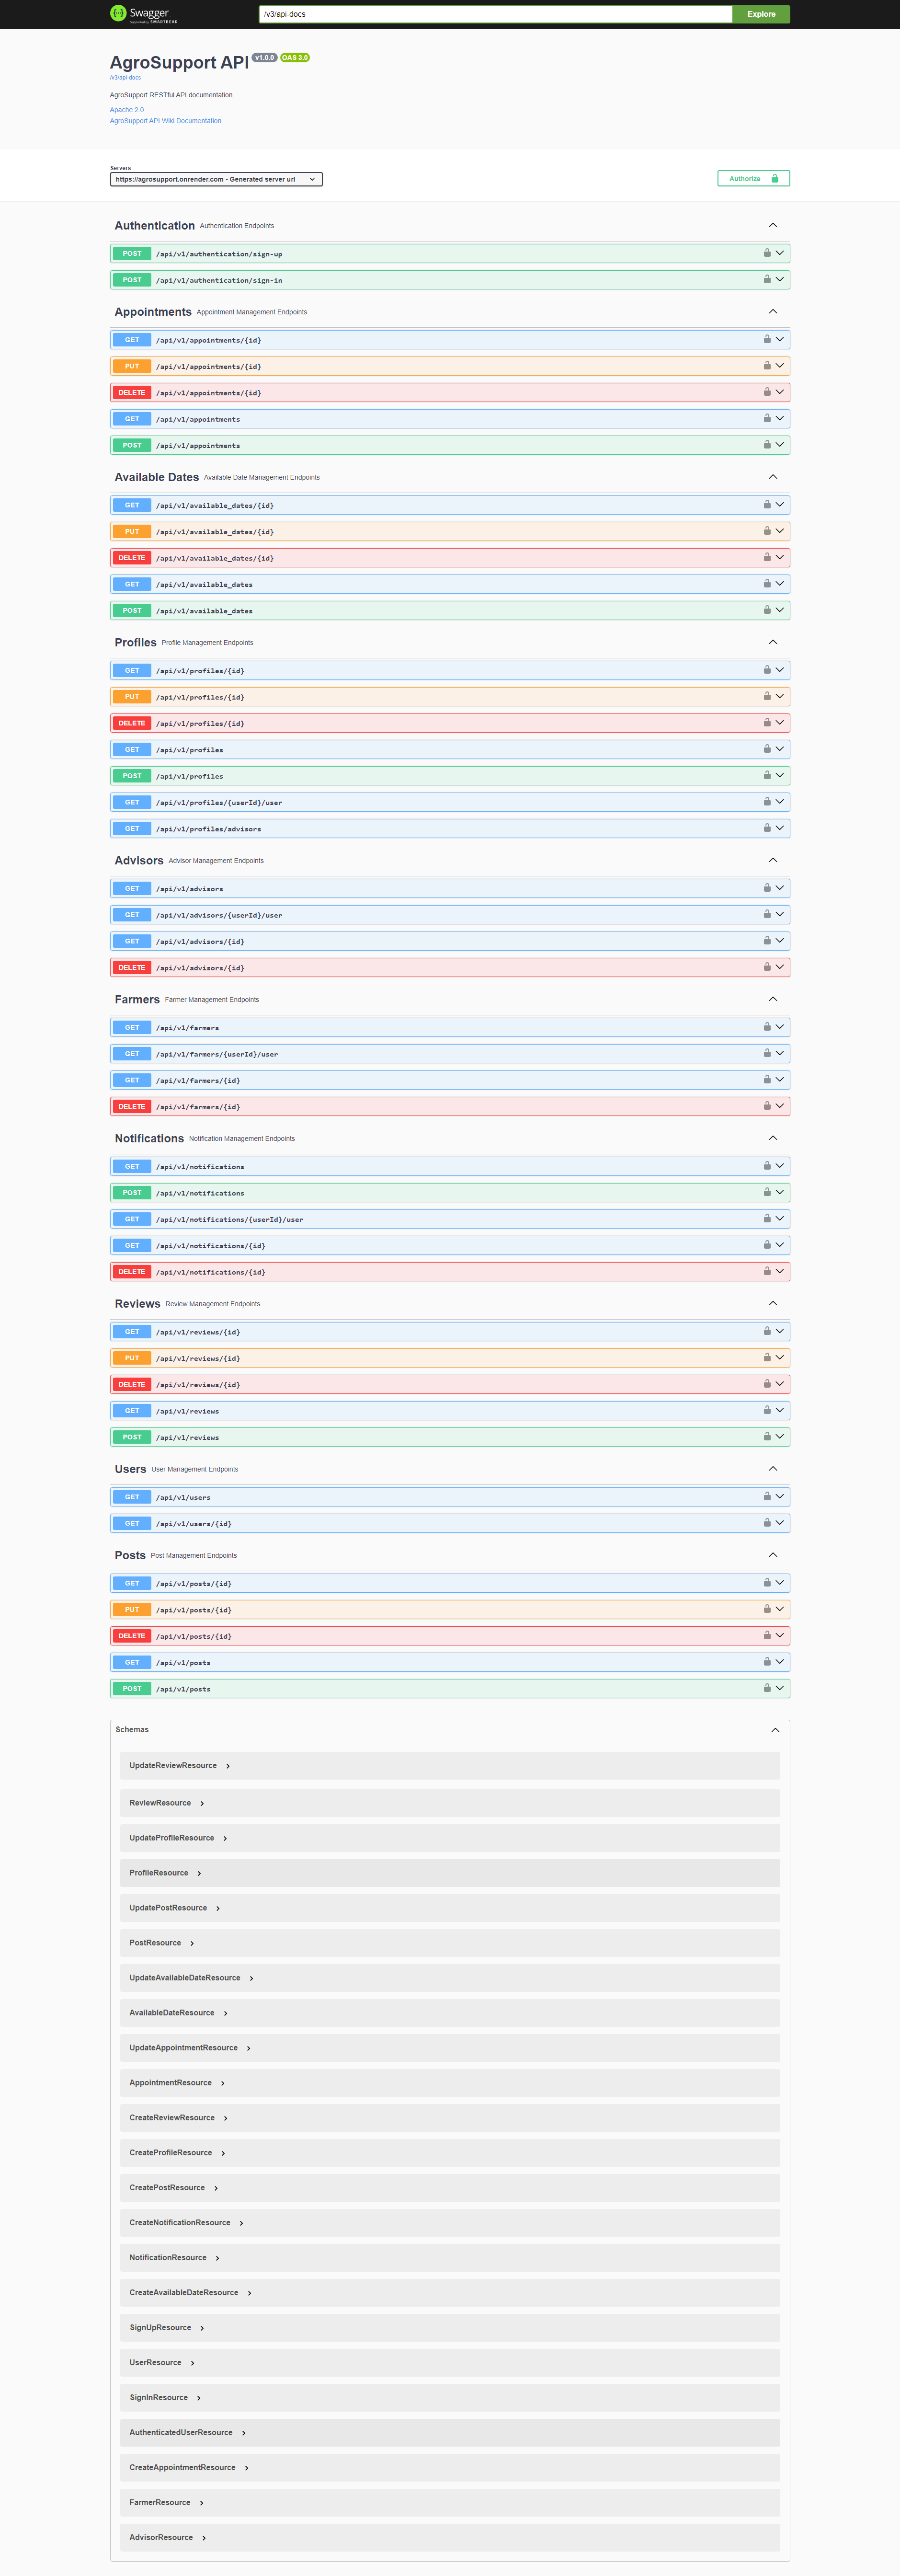 Swagger
Supported by SMARTBEAR
/v3/api-docs
Explore
AgroSupport API v1.0.0 OAS 3.0
/v3/api-docs
AgroSupport RESTful API documentation.
Apache 2.0
AgroSupport API Wiki Documentation
Servers
https://agrosupport.onrender.com - Generated server url
Authorize
Authentication Authentication Endpoints
POST /api/v1/authentication/sign-up
POST /api/v1/authentication/sign-in
Appointments Appointment Management Endpoints
GET /api/v1/appointments/{id}
PUT /api/v1/appointments/{id}
DELETE /api/v1/appointments/{id}
GET /api/v1/appointments
POST /api/v1/appointments
Available Dates Available Date Management Endpoints
GET /api/v1/available_dates/{id}
PUT /api/v1/available_dates/{id}
DELETE /api/v1/available_dates/{id}
GET /api/v1/available_dates
POST /api/v1/available_dates
Profiles Profile Management Endpoints
GET /api/v1/profiles/{id}
PUT /api/v1/profiles/{id}
DELETE /api/v1/profiles/{id}
GET /api/v1/profiles
POST /api/v1/profiles
GET /api/v1/profiles/{userId}/user
GET /api/v1/profiles/advisors
Advisors Advisor Management Endpoints
GET /api/v1/advisors
GET /api/v1/advisors/{userId}/user
GET /api/v1/advisors/{id}
DELETE /api/v1/advisors/{id}
Farmers Farmer Management Endpoints
GET /api/v1/farmers
GET /api/v1/farmers/{userId}/user
GET /api/v1/farmers/{id}
DELETE /api/v1/farmers/{id}
Notifications Notification Management Endpoints
GET /api/v1/notifications
POST /api/v1/notifications
GET /api/v1/notifications/{userId}/user
GET /api/v1/notifications/{id}
DELETE /api/v1/notifications/{id}
Reviews Review Management Endpoints
GET /api/v1/reviews/{id}
PUT /api/v1/reviews/{id}
DELETE /api/v1/reviews/{id}
GET /api/v1/reviews
POST /api/v1/reviews
Users User Management Endpoints
GET /api/v1/users
GET /api/v1/users/{id}
Posts Post Management Endpoints
GET /api/v1/posts/{id}
PUT /api/v1/posts/{id}
DELETE /api/v1/posts/{id}
GET /api/v1/posts
POST /api/v1/posts
Schemas
UpdateReviewResource
ReviewResource
UpdateProfileResource
ProfileResource
UpdatePostResource
PostResource
UpdateAvailableDateResource
AvailableDateResource
UpdateAppointmentResource
AppointmentResource
CreateReviewResource
CreateProfileResource
CreatePostResource
CreateNotificationResource
NotificationResource
CreateAvailableDateResource
SignUpResource
UserResource
SignInResource
AuthenticatedUserResource
CreateAppointmentResource
FarmerResource
AdvisorResource